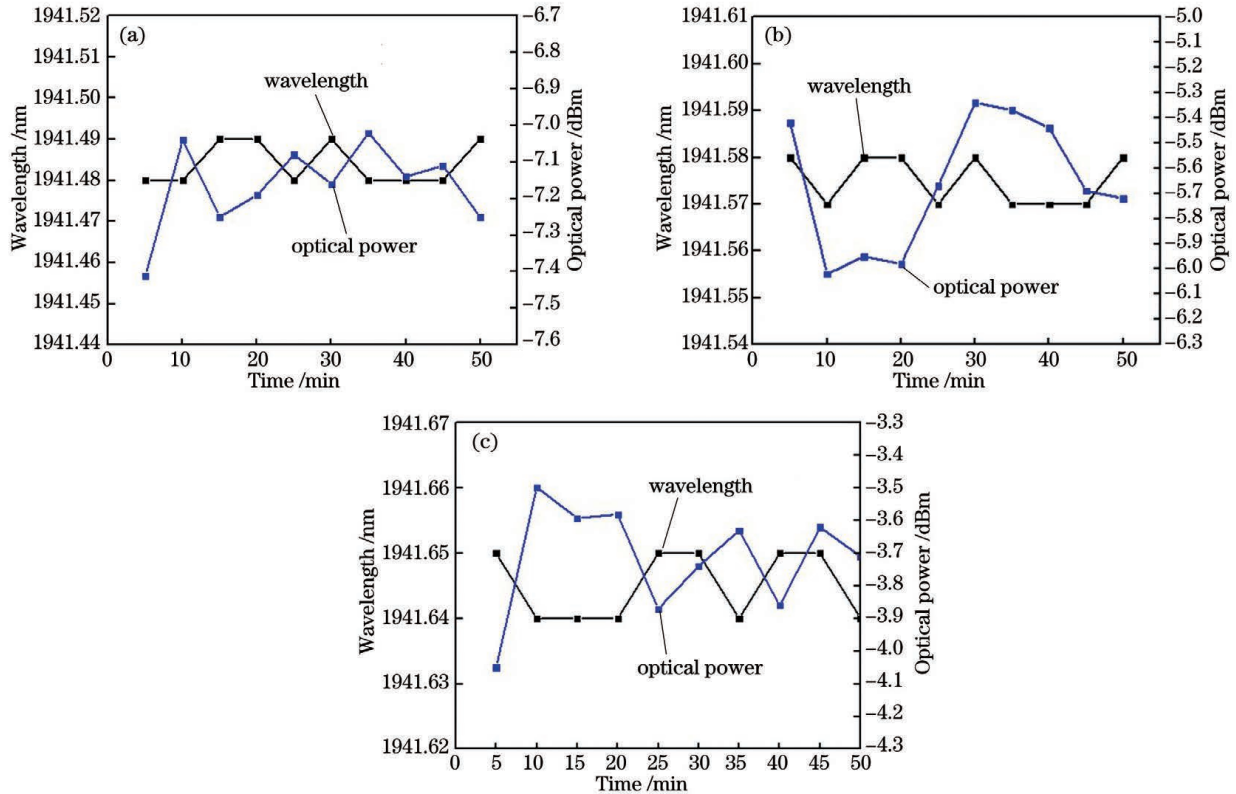 (a)
wavelength
optical power
1941.52
1941.51
1941.50
1941.49
1941.48
1941.47
1941.46
1941.45
1941.44
Wavelength /nm
−6.7
−6.8
−6.9
−7.0
−7.1
−7.2
−7.3
−7.4
−7.5
−7.6
Optical power /dBm
0 10 20 30 40 50
Time /min
(b)
wavelength
optical power
1941.61
1941.60
1941.59
1941.58
1941.57
1941.56
1941.55
1941.54
Wavelength /nm
−5.0
−5.1
−5.2
−5.3
−5.4
−5.5
−5.6
−5.7
−5.8
−5.9
−6.0
−6.1
−6.2
−6.3
Optical power /dBm
0 10 20 30 40 50
Time /min
(c)
wavelength
optical power
1941.67
1941.66
1941.65
1941.64
1941.63
1941.62
Wavelength /nm
−3.3
−3.4
−3.5
−3.6
−3.7
−3.8
−3.9
−4.0
−4.1
−4.2
−4.3
Optical power /dBm
0 5 10 15 20 25 30 35 40 45 50
Time /min